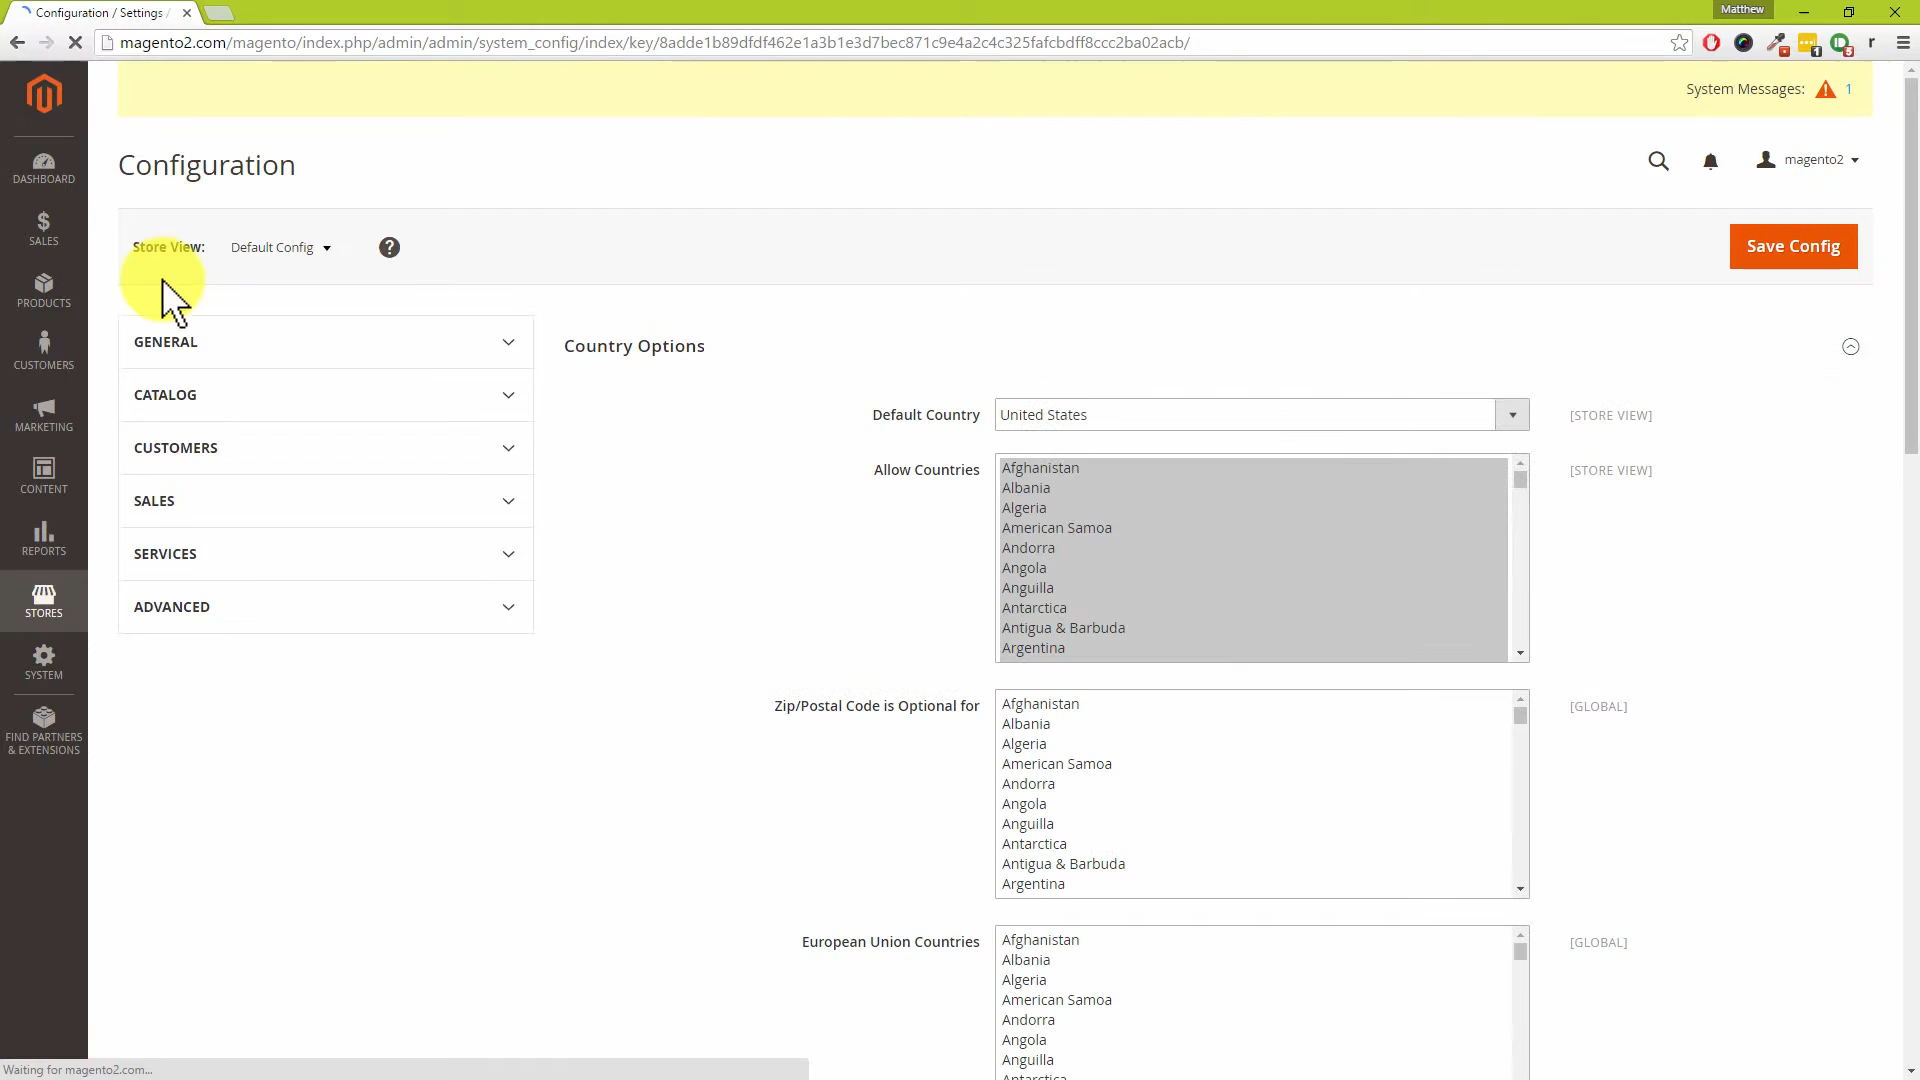 Configuration / Settings /
Matthew
magento2.com/magento/index.php/admin/admin/system_config/index/key/8adde1b89dfdf462e1a3b1e3d7bec871c9e4a2c4c325fafcbdff8ccc2ba02acb/
1
5
r
System Messages: 1
Configuration
magento2
Store View: Default Config ?
Save Config
DASHBOARD
SALES
PRODUCTS
CUSTOMERS
MARKETING
CONTENT
REPORTS
STORES
SYSTEM
FIND PARTNERS
& EXTENSIONS
GENERAL
CATALOG
CUSTOMERS
SALES
SERVICES
ADVANCED
Country Options
Default Country United States [STORE VIEW]
Allow Countries [STORE VIEW]
Afghanistan
Albania
Algeria
American Samoa
Andorra
Angola
Anguilla
Antarctica
Antigua & Barbuda
Argentina
Zip/Postal Code is Optional for [GLOBAL]
Afghanistan
Albania
Algeria
American Samoa
Andorra
Angola
Anguilla
Antarctica
Antigua & Barbuda
Argentina
European Union Countries [GLOBAL]
Afghanistan
Albania
Algeria
American Samoa
Andorra
Angola
Anguilla
Antarctica
Waiting for magento2.com...